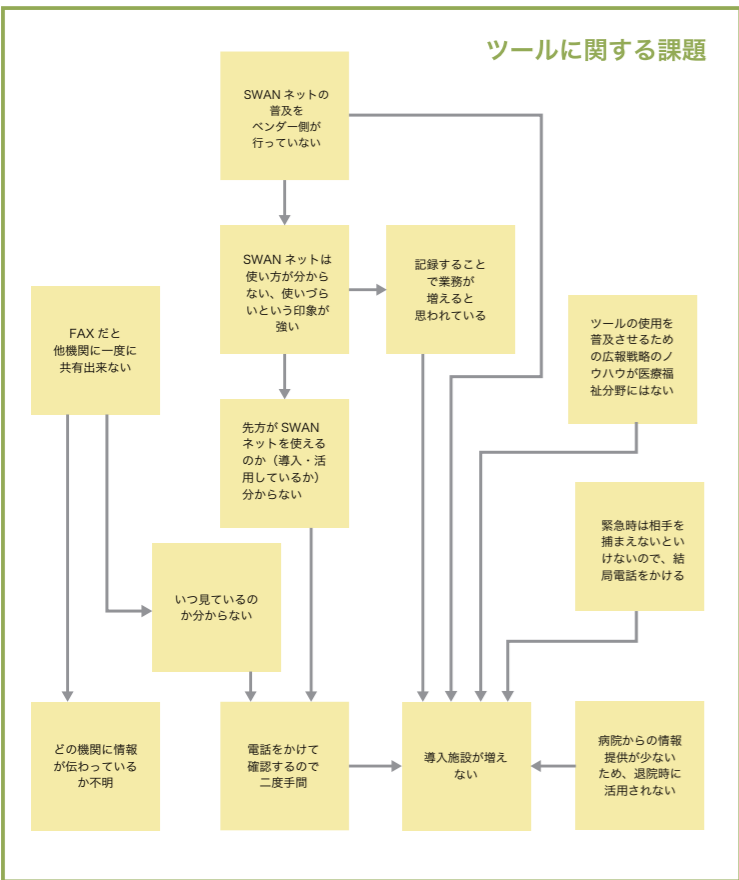 ツールに関する課題
SWAN ネットの
普及を
ベンダー側が
行っていない
SWAN ネットは
使い方が分から
ない、使いづら
いという印象が
強い
記録すること
で業務が
増えると
思われている
FAX だと
他機関に一度に
共有出来ない
ツールの使用を
普及させるため
の広報戦略のノ
ウハウが医療福
祉分野にはない
先方が SWAN
ネットを使える
のか（導入・活
用しているか）
分からない
緊急時は相手を
捕まえないとい
けないので、結
局電話をかける
いつ見ているの
か分からない
どの機関に情報
が伝わっている
か不明
電話をかけて
確認するので
二度手間
導入施設が増え
ない
病院からの情報
提供が少ない
ため、退院時に
活用されない